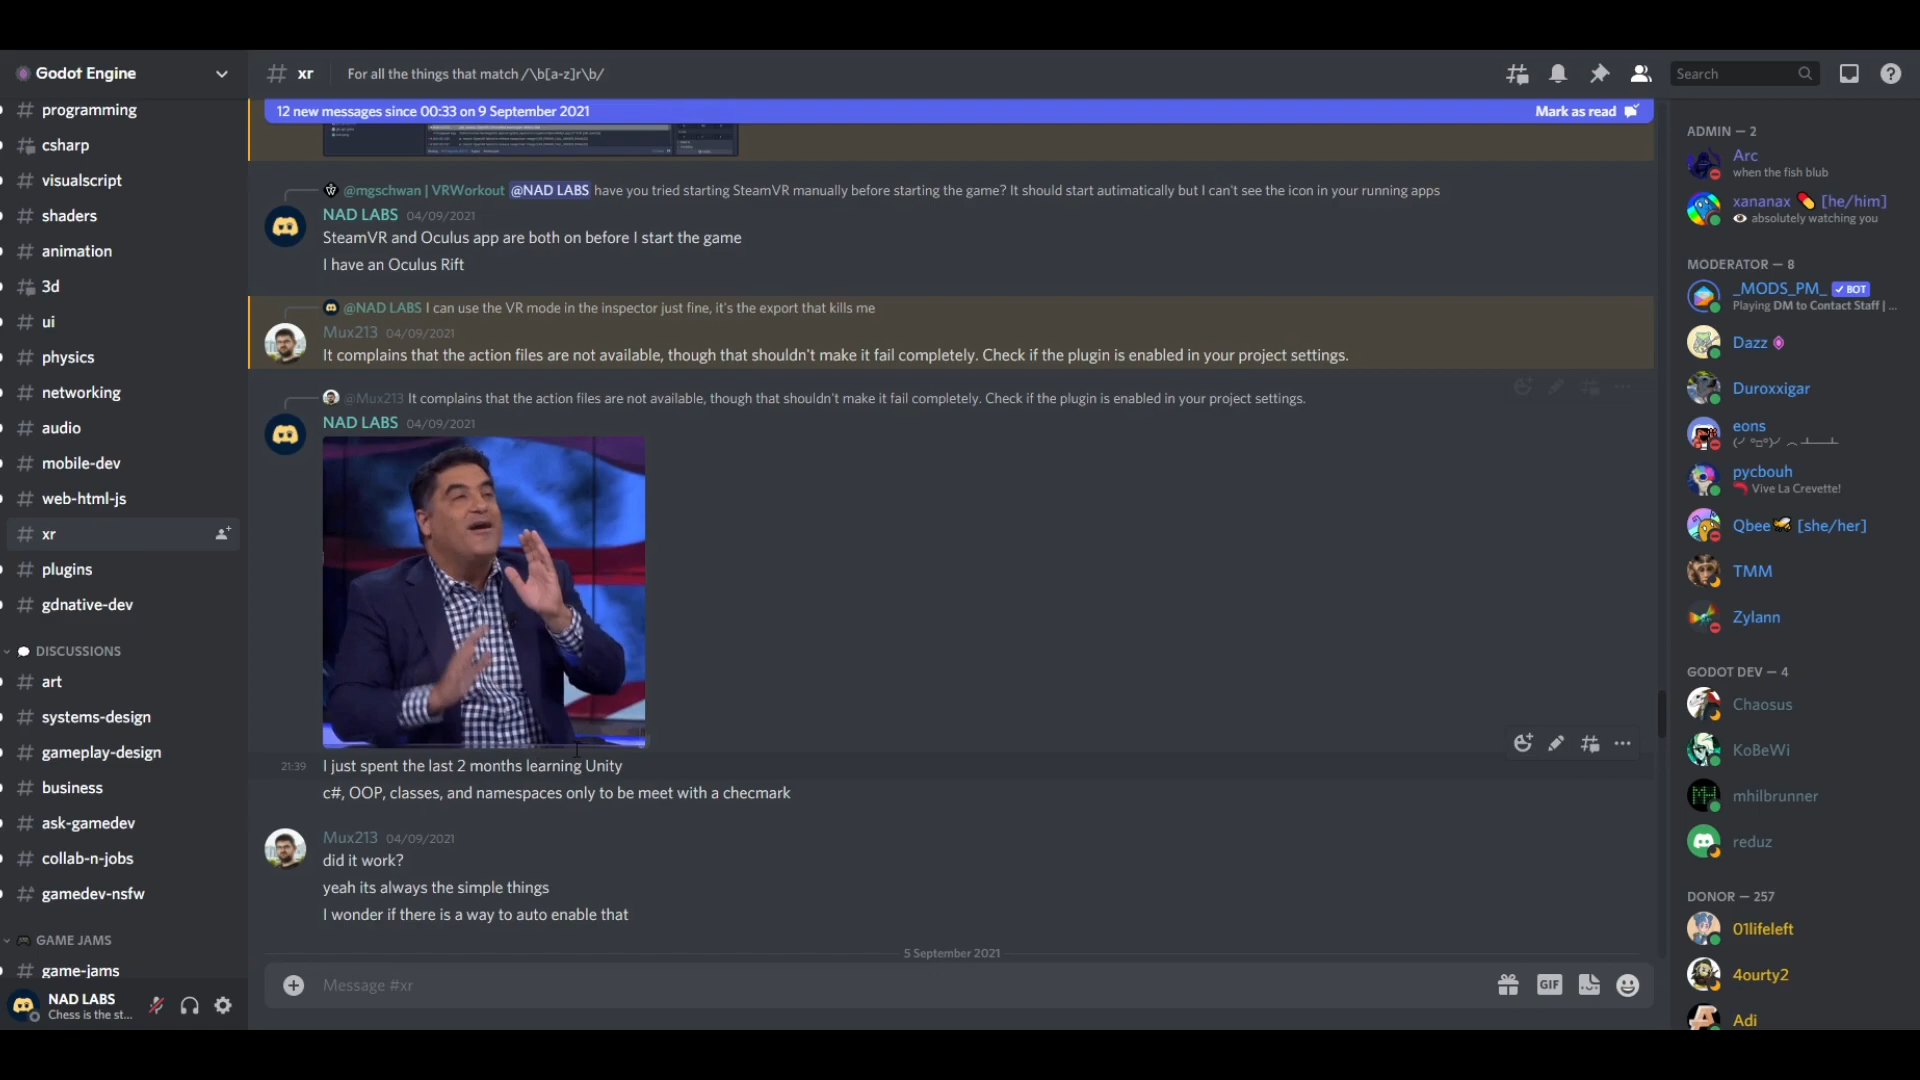 Godot Engine
programming
csharp
visualscript
shaders
animation
3d
ui
physics
networking
audio
mobile-dev
web-html-js
xr
plugins
gdnative-dev
DISCUSSIONS
art
systems-design
gameplay-design
business
ask-gamedev
collab-n-jobs
gamedev-nsfw
GAME JAMS
game-jams
NAD LABS
Chess is the st...
xr
For all the things that match /\b[a-z]r\b/
Search
12 new messages since 00:33 on 9 September 2021
Mark as read
@mgschwan | VRWorkout @NAD LABS have you tried starting SteamVR manually before starting the game? It should start autimatically but I can't see the icon in your running apps
NAD LABS 04/09/2021
SteamVR and Oculus app are both on before I start the game
I have an Oculus Rift
@NAD LABS I can use the VR mode in the inspector just fine, it's the export that kills me
Mux213 04/09/2021
It complains that the action files are not available, though that shouldn't make it fail completely. Check if the plugin is enabled in your project settings.
@Mux213 It complains that the action files are not available, though that shouldn't make it fail completely. Check if the plugin is enabled in your project settings.
NAD LABS 04/09/2021
21:39 I just spent the last 2 months learning Unity
c#, OOP, classes, and namespaces only to be meet with a checmark
Mux213 04/09/2021
did it work?
yeah its always the simple things
I wonder if there is a way to auto enable that
5 September 2021
Message #xr
GIF
ADMIN — 2
Arc
when the fish blub
xananax 💊 [he/him]
absolutely watching you
MODERATOR — 8
_MODS_PM_ ✓ BOT
Playing DM to Contact Staff | ...
Dazz
Duroxxigar
eons
(╯°□°)╯︵ ┻━┻
pycbouh
Vive La Crevette!
Qbee [she/her]
TMM
Zylann
GODOT DEV — 4
Chaosus
KoBeWi
mhilbrunner
reduz
DONOR — 257
01lifeleft
4ourty2
Adi